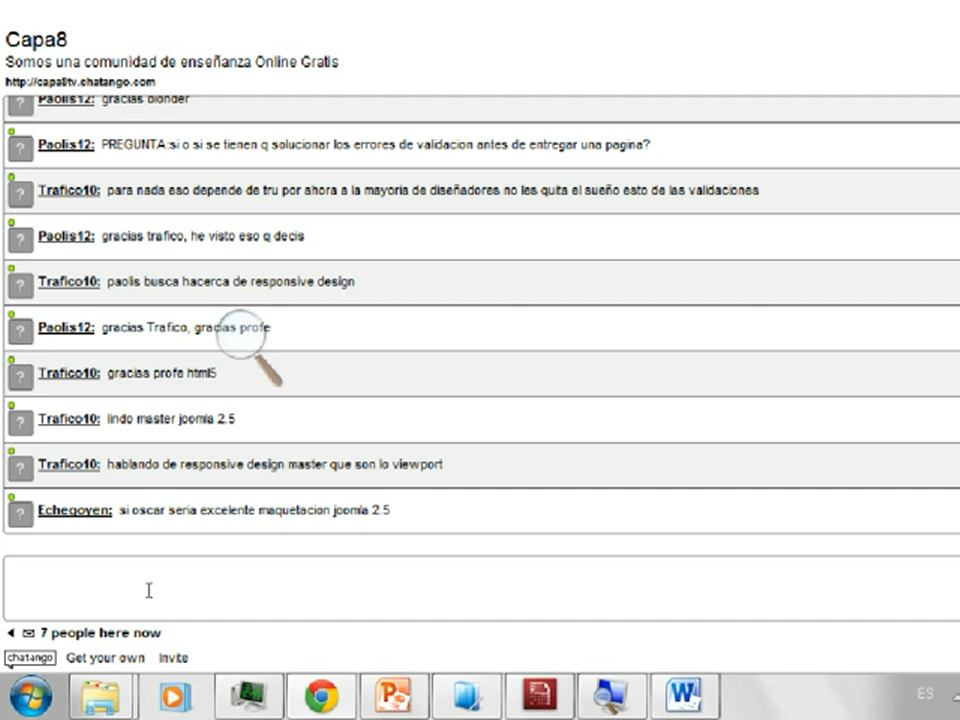 Capa8
Somos una comunidad de enseñanza Online Gratis
http://capa8tv.chatango.com
Paolis12: gracias blonder
Paolis12: PREGUNTA:si o si se tienen q solucionar los errores de validacion antes de entregar una pagina?
Trafico10: para nada eso depende de tru por ahora a la mayoria de diseñadores no les quita el sueño esto de las validaciones
Paolis12: gracias trafico, he visto eso q decis
Trafico10: paolis busca hacerca de responsive design
Paolis12: gracias Trafico, gracias profe
Trafico10: gracias profe html5
Trafico10: lindo master joomla 2.5
Trafico10: hablando de responsive design master que son lo viewport
Echegoyen: si oscar seria excelente maquetacion joomla 2.5
7 people here now
chatango Get your own Invite
ES